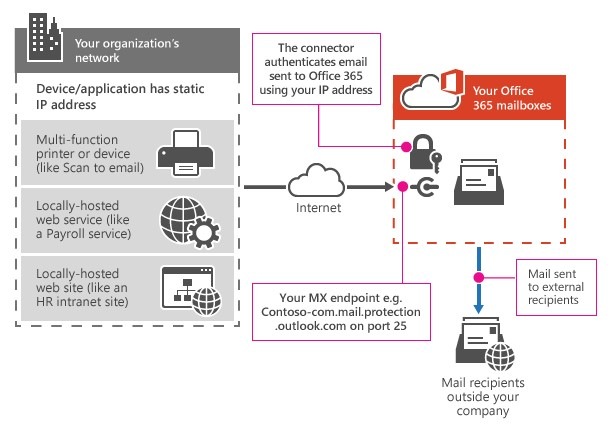 Your organization's
network
Device/application has static
IP address
Multi-function
printer or device
(like Scan to email)
Locally-hosted
web service (like
a Payroll service)
Locally-hosted
web site (like an
HR intranet site)
The connector
authenticates email
sent to Office 365
using your IP address
Internet
Your MX endpoint e.g.
Contoso-com.mail.protection
.outlook.com on port 25
Your Office
365 mailboxes
Mail sent
to external
recipients
Mail recipients
outside your
company